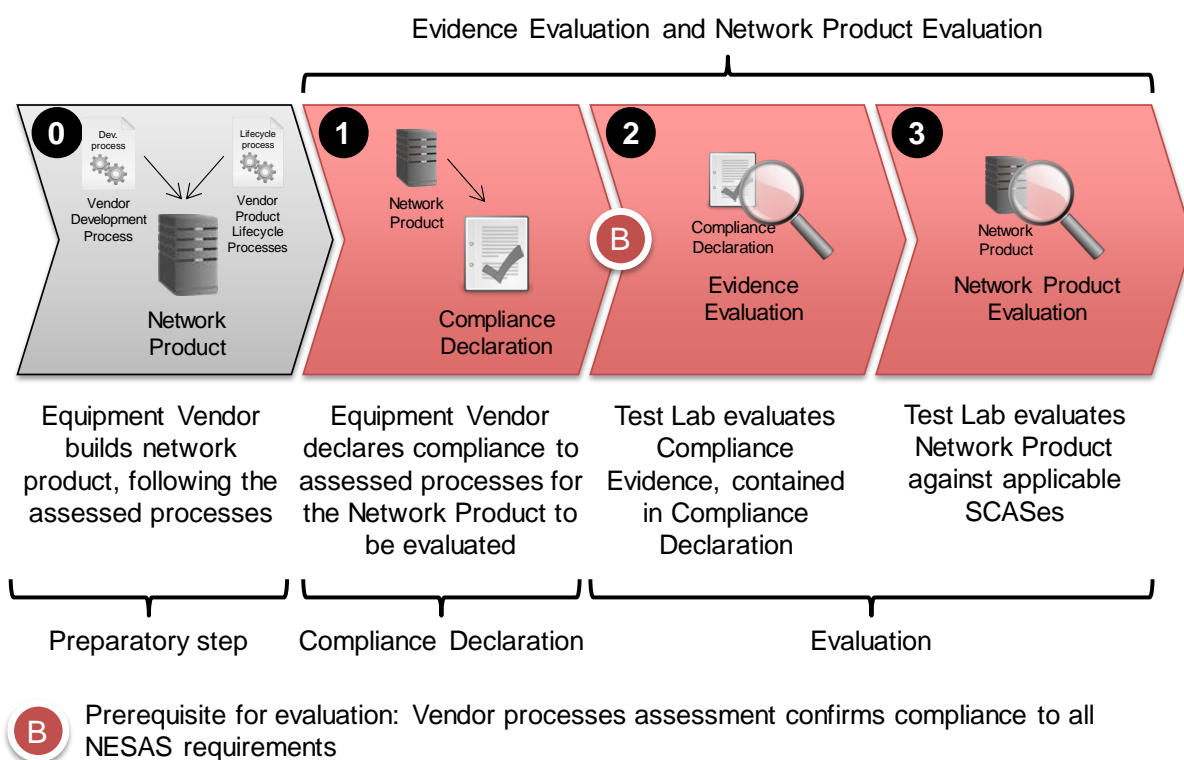 Evidence Evaluation and Network Product Evaluation
0
Dev.
process
Vendor
Development
Process
Lifecycle
process
Vendor
Product
Lifecycle
Processes
Network
Product
1
Network
Product
Compliance
Declaration
B
2
Compliance
Declaration
Evidence
Evaluation
3
Network
Product
Network Product
Evaluation
Equipment Vendor
builds network
product, following the
assessed processes
Equipment Vendor
declares compliance to
assessed processes for
the Network Product to
be evaluated
Test Lab evaluates
Compliance
Evidence, contained
in Compliance
Declaration
Test Lab evaluates
Network Product
against applicable
SCASes
Preparatory step
Compliance Declaration
Evaluation
B
Prerequisite for evaluation: Vendor processes assessment confirms compliance to all
NESAS requirements